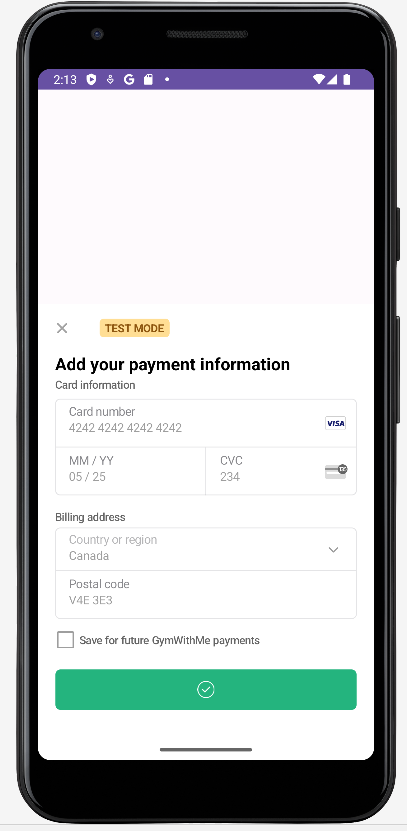 2:13
TEST MODE
Add your payment information
Card information
Card number
4242 4242 4242 4242
VISA
MM / YY
05 / 25
CVC
234
Billing address
Country or region
Canada
Postal code
V4E 3E3
Save for future GymWithMe payments